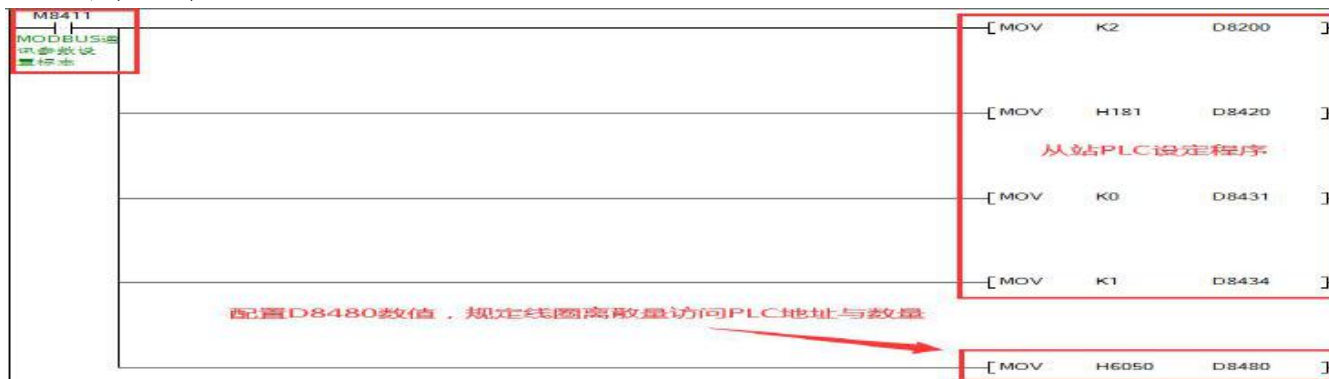 M8411
MODBUS通
讯参数设
置标志
[ MOV K2 D8200 ]
[ MOV H181 D8420 ]
从站PLC设定程序
[ MOV K0 D8431 ]
[ MOV K1 D8434 ]
配置D8480数值，规定线圈离散量访问PLC地址与数量
[ MOV H6050 D8480 ]